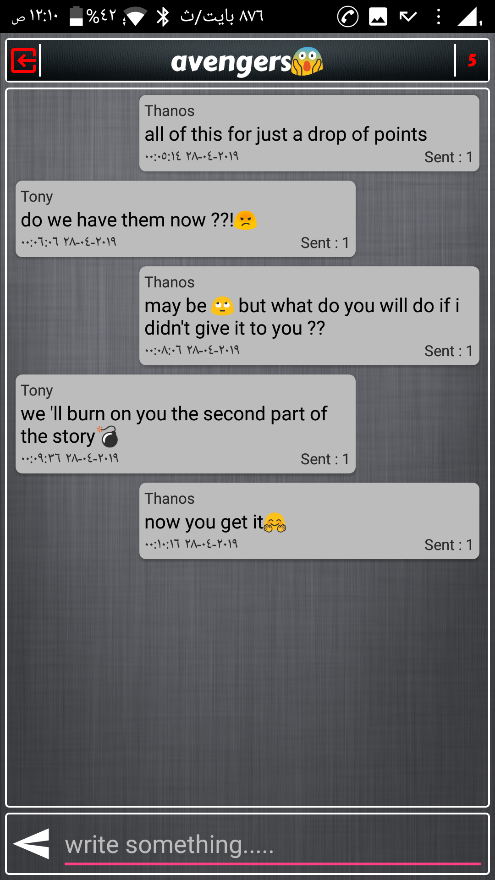 ص ١٢:١٠ %٤٢ ٨٧٦ بايت/ث
avengers😱
5
Thanos
all of this for just a drop of points
٠٠:٠٥:١٤ ٢٨-٠٤-٢٠١٩ Sent : 1
Tony
do we have them now ??!😠
٠٠:٠٦:٠٦ ٢٨-٠٤-٢٠١٩ Sent : 1
Thanos
may be 🙄 but what do you will do if i
didn't give it to you ??
٠٠:٠٨:٠٦ ٢٨-٠٤-٢٠١٩ Sent : 1
Tony
we 'll burn on you the second part of
the story💣
٠٠:٠٩:٣٦ ٢٨-٠٤-٢٠١٩ Sent : 1
Thanos
now you get it🤗
٠٠:١٠:١٦ ٢٨-٠٤-٢٠١٩ Sent : 1
write something.....